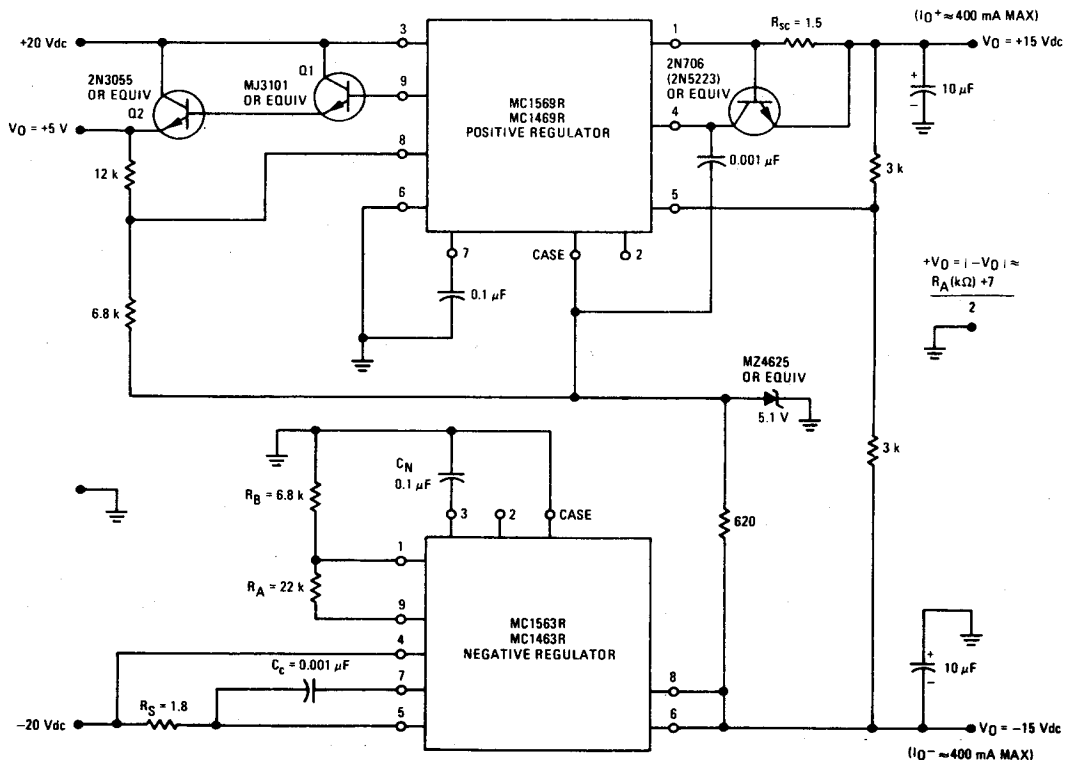 (IO+ ≈ 400 mA MAX)
+20 Vdc
3
1
RSC = 1.5
VO = +15 Vdc
Q1
2N3055
OR EQUIV
MJ3101
OR EQUIV
9
2N706
(2N5223)
OR EQUIV
+
10 µF
–
Q2
MC1569R
MC1469R
POSITIVE REGULATOR
4
VO = +5 V
8
0.001 µF
12 k
3 k
6
5
7
CASE
2
+VO = | –VO | ≈
RA(kΩ) +7
2
0.1 µF
6.8 k
MZ4625
OR EQUIV
5.1 V
3 k
CN
0.1 µF
RB = 6.8 k
3
2
CASE
620
1
RA = 22 k
9
MC1563R
MC1463R
NEGATIVE REGULATOR
4
+
10 µF
–
CC = 0.001 µF
7
8
RS = 1.8
–20 Vdc
5
6
VO = –15 Vdc
(IO– ≈ 400 mA MAX)